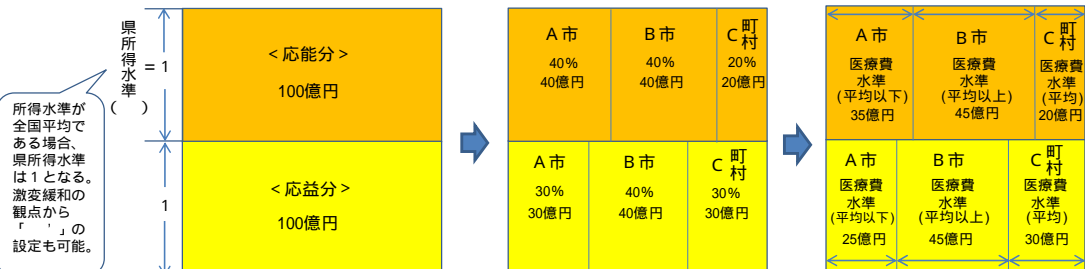 県所得水準
( )
＝1
1
所得水準が
全国平均で
ある場合、
県所得水準
は1となる。
激変緩和の
観点から
「 ’」の
設定も可能。
＜応能分＞
100億円
＜応益分＞
100億円
A市
40%
40億円
B市
40%
40億円
C町村
20%
20億円
A市
30%
30億円
B市
40%
40億円
C町村
30%
30億円
A市
医療費
水準
(平均以下)
35億円
B市
医療費
水準
(平均以上)
45億円
C町村
医療費
水準
(平均)
20億円
A市
医療費
水準
(平均以下)
25億円
B市
医療費
水準
(平均以上)
45億円
C町村
医療費
水準
(平均)
30億円